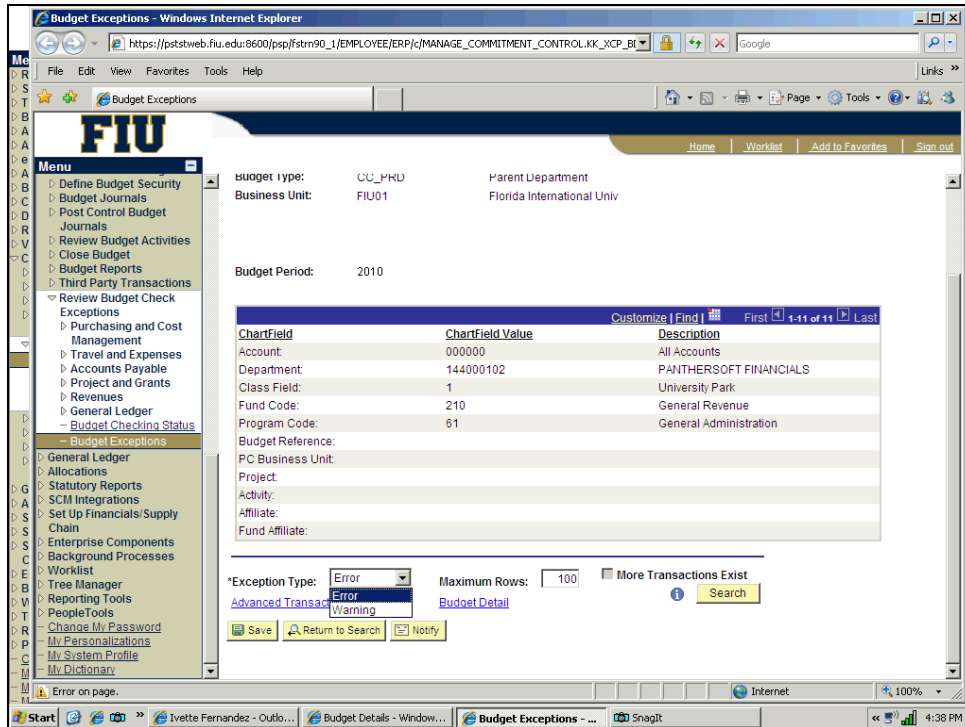 Budget Exceptions - Windows Internet Explorer
https://pststweb.fiu.edu:8600/psp/fstrn90_1/EMPLOYEE/ERP/c/MANAGE_COMMITMENT_CONTROL.KK_XCP_B
Google
File Edit View Favorites Tools Help
Links »
Budget Exceptions
Page Tools
FIU
Home Worklist Add to Favorites Sign out
Menu
Define Budget Security
Budget Journals
Post Control Budget
Journals
Review Budget Activities
Close Budget
Budget Reports
Third Party Transactions
Review Budget Check
Exceptions
Purchasing and Cost
Management
Travel and Expenses
Accounts Payable
Project and Grants
Revenues
General Ledger
Budget Checking Status
Budget Exceptions
General Ledger
Allocations
Statutory Reports
SCM Integrations
Set Up Financials/Supply
Chain
Enterprise Components
Background Processes
Worklist
Tree Manager
Reporting Tools
PeopleTools
Change My Password
My Personalizations
My System Profile
My Dictionary
Budget Type: CC_PRD Parent Department
Business Unit: FIU01 Florida International Univ
Budget Period: 2010
Customize | Find | First 1-11 of 11 Last
ChartField ChartField Value Description
Account: 000000 All Accounts
Department: 144000102 PANTHERSOFT FINANCIALS
Class Field: 1 University Park
Fund Code: 210 General Revenue
Program Code: 61 General Administration
Budget Reference:
PC Business Unit:
Project:
Activity:
Affiliate:
Fund Affiliate:
*Exception Type: Error Maximum Rows: 100 More Transactions Exist
Error
Warning
Search
Advanced Transact Budget Detail
Save Return to Search Notify
Error on page. Internet 100%
Start » Ivette Fernandez - Outlo... Budget Details - Window... Budget Exceptions - ... SnagIt « 4:38 PM